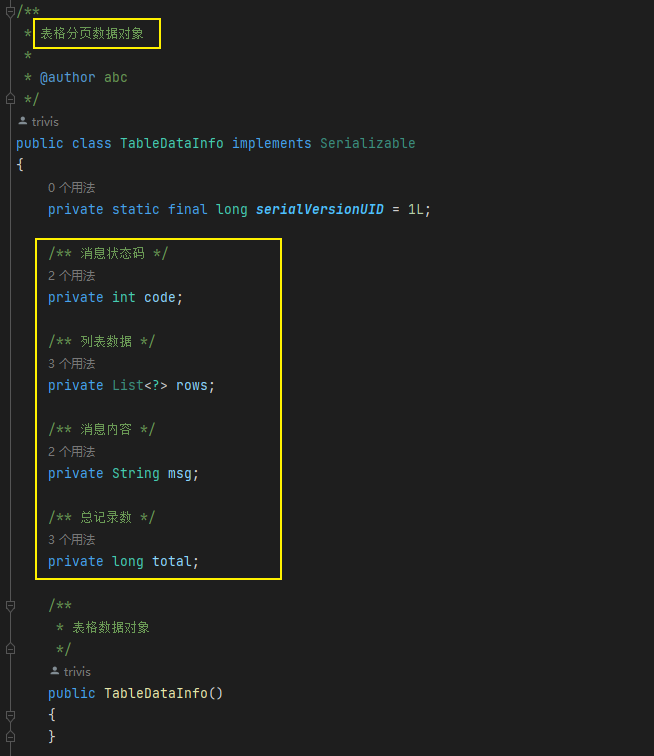 /**
* 表格分页数据对象
*
* @author abc
*/
trivis
public class TableDataInfo implements Serializable
{
0 个用法
private static final long serialVersionUID = 1L;
/** 消息状态码 */
2 个用法
private int code;
/** 列表数据 */
3 个用法
private List<?> rows;
/** 消息内容 */
2 个用法
private String msg;
/** 总记录数 */
3 个用法
private long total;
/**
* 表格数据对象
*/
trivis
public TableDataInfo()
{
}